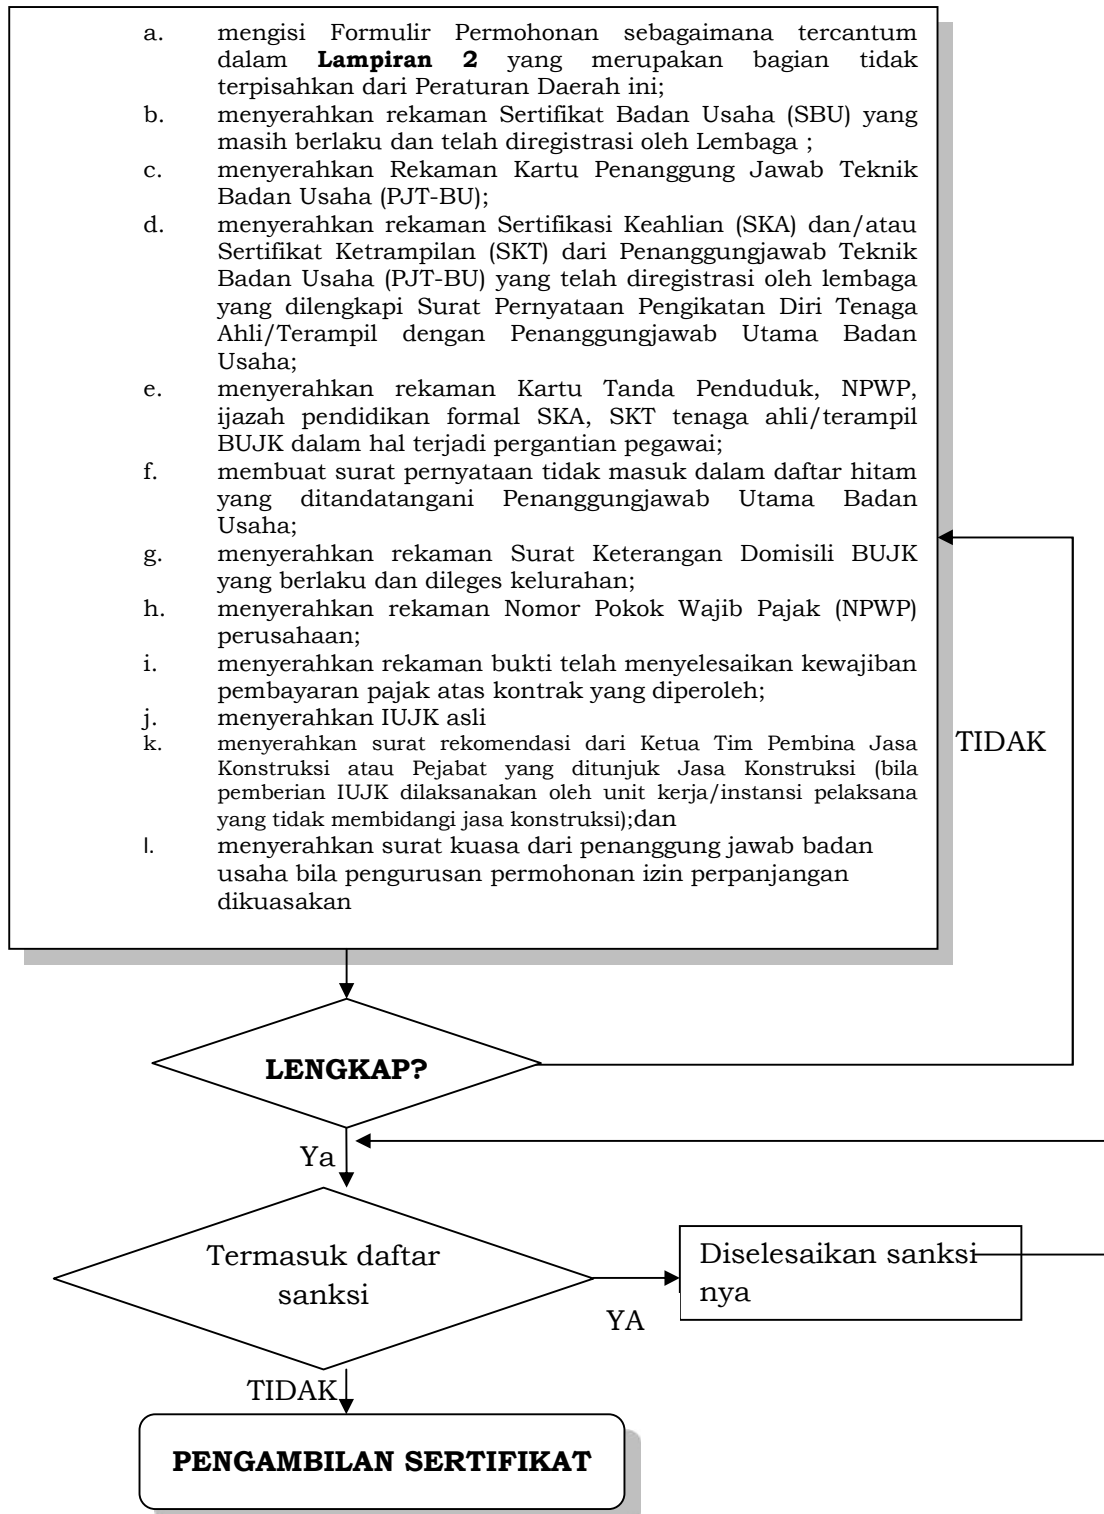 a. mengisi Formulir Permohonan sebagaimana tercantum
dalam Lampiran 2 yang merupakan bagian tidak
terpisahkan dari Peraturan Daerah ini;
b. menyerahkan rekaman Sertifikat Badan Usaha (SBU) yang
masih berlaku dan telah diregistrasi oleh Lembaga ;
c. menyerahkan Rekaman Kartu Penanggung Jawab Teknik
Badan Usaha (PJT-BU);
d. menyerahkan rekaman Sertifikasi Keahlian (SKA) dan/atau
Sertifikat Ketrampilan (SKT) dari Penanggungjawab Teknik
Badan Usaha (PJT-BU) yang telah diregistrasi oleh lembaga
yang dilengkapi Surat Pernyataan Pengikatan Diri Tenaga
Ahli/Terampil dengan Penanggungjawab Utama Badan
Usaha;
e. menyerahkan rekaman Kartu Tanda Penduduk, NPWP,
ijazah pendidikan formal SKA, SKT tenaga ahli/terampil
BUJK dalam hal terjadi pergantian pegawai;
f. membuat surat pernyataan tidak masuk dalam daftar hitam
yang ditandatangani Penanggungjawab Utama Badan
Usaha;
g. menyerahkan rekaman Surat Keterangan Domisili BUJK
yang berlaku dan dileges kelurahan;
h. menyerahkan rekaman Nomor Pokok Wajib Pajak (NPWP)
perusahaan;
i. menyerahkan rekaman bukti telah menyelesaikan kewajiban
pembayaran pajak atas kontrak yang diperoleh;
j. menyerahkan IUJK asli
k. menyerahkan surat rekomendasi dari Ketua Tim Pembina Jasa
Konstruksi atau Pejabat yang ditunjuk Jasa Konstruksi (bila
pemberian IUJK dilaksanakan oleh unit kerja/instansi pelaksana
yang tidak membidangi jasa konstruksi);dan
l. menyerahkan surat kuasa dari penanggung jawab badan
usaha bila pengurusan permohonan izin perpanjangan
dikuasakan
TIDAK
LENGKAP?
Ya
Termasuk daftar
sanksi
YA
Diselesaikan sanksi
nya
TIDAK
PENGAMBILAN SERTIFIKAT